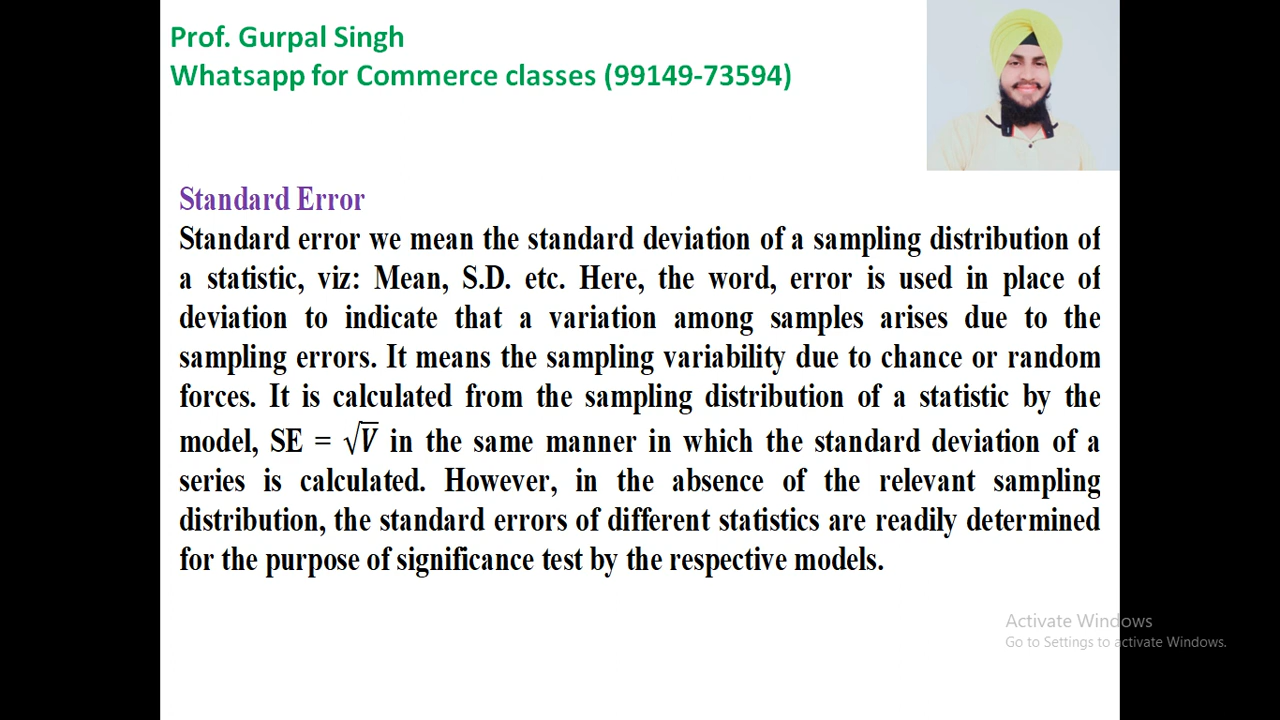 Prof. Gurpal Singh
Whatsapp for Commerce classes (99149-73594)
Standard Error
Standard error we mean the standard deviation of a sampling distribution of
a statistic, viz: Mean, S.D. etc. Here, the word, error is used in place of
deviation to indicate that a variation among samples arises due to the
sampling errors. It means the sampling variability due to chance or random
forces. It is calculated from the sampling distribution of a statistic by the
model, SE = √V in the same manner in which the standard deviation of a
series is calculated. However, in the absence of the relevant sampling
distribution, the standard errors of different statistics are readily determined
for the purpose of significance test by the respective models.
Activate Windows
Go to Settings to activate Windows.